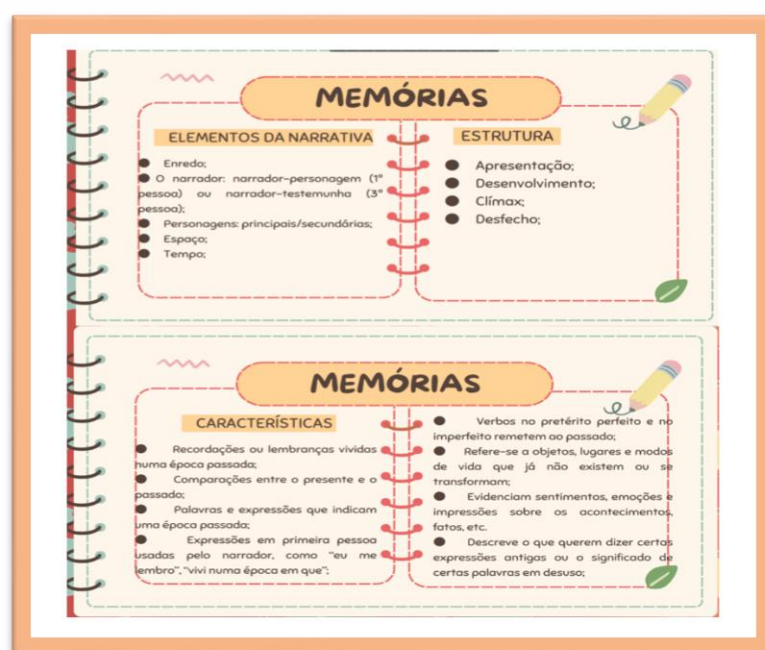 MEMÓRIAS
ELEMENTOS DA NARRATIVA
● Enredo;
● O narrador: narrador-personagem (1ª
pessoa) ou narrador-testemunha (3ª
pessoa);
● Personagens: principais/secundárias;
● Espaço;
● Tempo;
ESTRUTURA
● Apresentação;
● Desenvolvimento;
● Clímax;
● Desfecho;
MEMÓRIAS
CARACTERÍSTICAS
● Recordações ou lembranças vividas
numa época passada;
● Comparações entre o presente e o
passado;
● Palavras e expressões que indicam
uma época passada;
● Expressões em primeira pessoa
usadas pelo narrador, como "eu me
lembro", "vivi numa época em que";
● Verbos no pretérito perfeito e no
imperfeito remetem ao passado;
● Refere-se a objetos, lugares e modos
de vida que já não existem ou se
transformam;
● Evidenciam sentimentos, emoções e
impressões sobre os acontecimentos,
fatos, etc.
● Descreve o que querem dizer certas
expressões antigas ou o significado de
certas palavras em desuso;